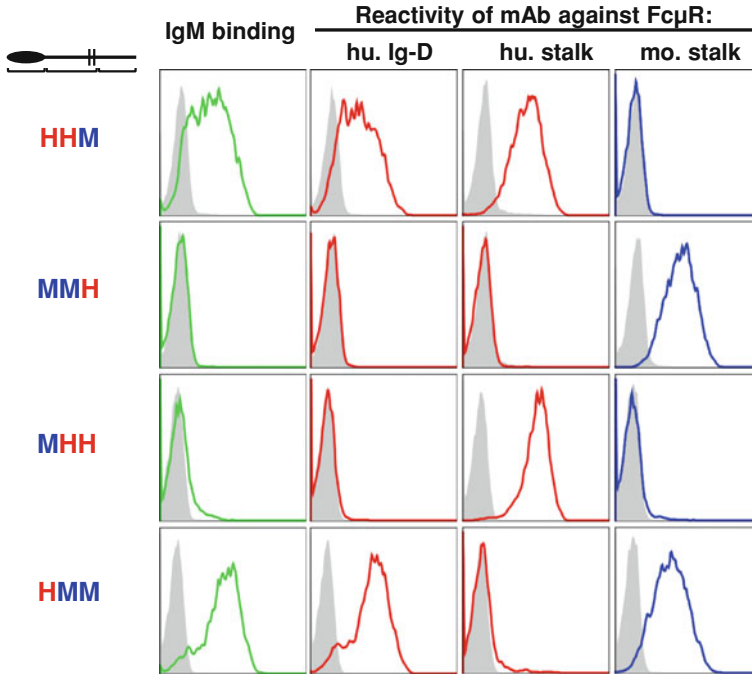 IgM binding
Reactivity of mAb against FcμR:
hu. Ig-D
hu. stalk
mo. stalk
HHM
MMH
MHH
HMM